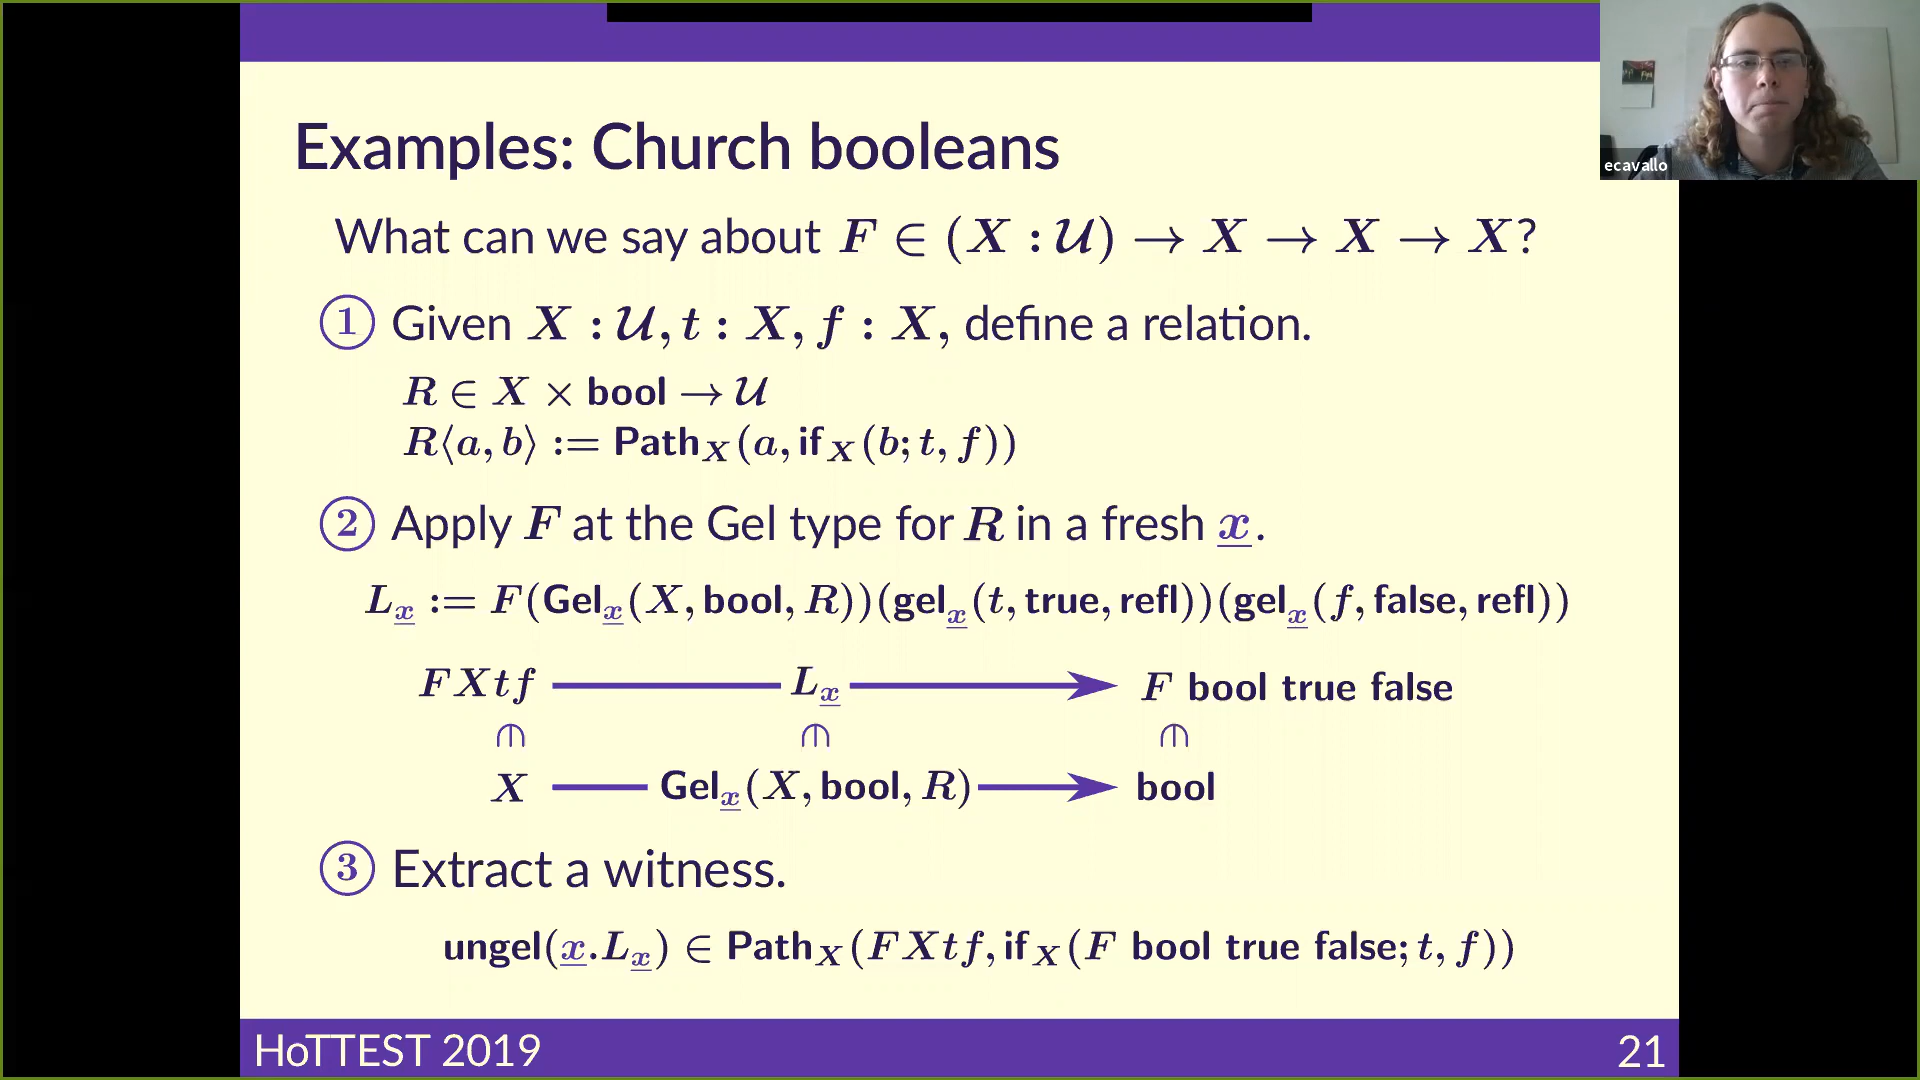 Examples: Church booleans
ecavallo
What can we say about F ∈ (X : 𝒰) → X → X → X?
① Given X : 𝒰, t : X, f : X, define a relation.
R ∈ X × bool → 𝒰
R⟨a, b⟩ := Path_X(a, if_X(b; t, f))
② Apply F at the Gel type for R in a fresh x.
L_x := F(Gel_x(X, bool, R))(gel_x(t, true, refl))(gel_x(f, false, refl))
FXtf L_x F bool true false
X Gel_x(X, bool, R) bool
③ Extract a witness.
ungel(x.L_x) ∈ Path_X(FXtf, if_X(F bool true false; t, f))
HoTTEST 2019
21